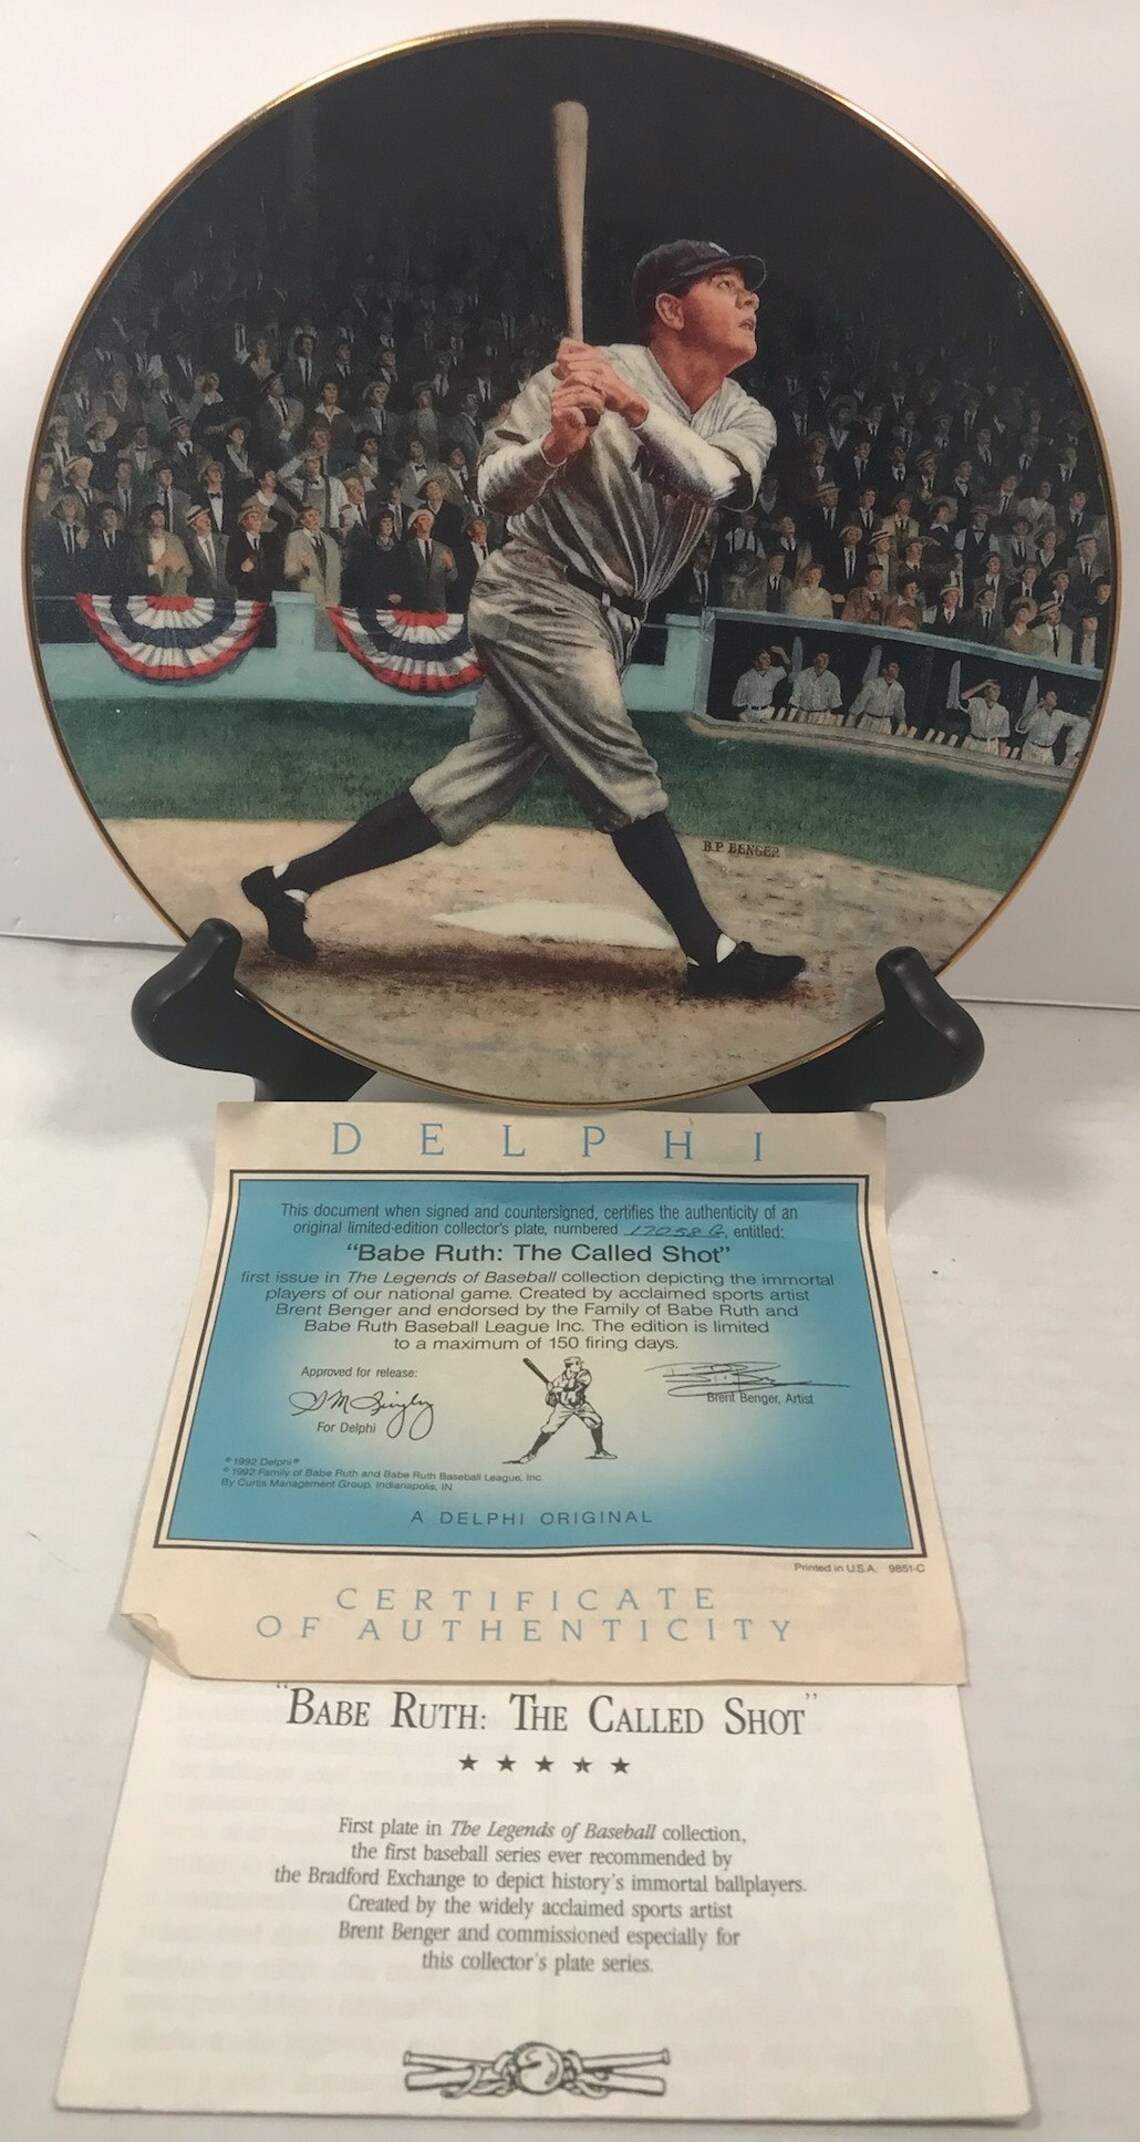 B.P BENGER
DELPHI
This document when signed and countersigned, certifies the authenticity of an
original limited-edition collector's plate, numbered 17058 G, entitled:
"Babe Ruth: The Called Shot"
first issue in The Legends of Baseball collection depicting the immortal
players of our national game. Created by acclaimed sports artist
Brent Benger and endorsed by the Family of Babe Ruth and
Babe Ruth Baseball League Inc. The edition is limited
to a maximum of 150 firing days.
Approved for release:
For Delphi
Brent Benger, Artist
©1992 Delphi®
©1992 Family of Babe Ruth and Babe Ruth Baseball League, Inc.
By Curtis Management Group, Indianapolis, IN
A DELPHI ORIGINAL
Printed in U.S.A. 9851-C
CERTIFICATE
OF AUTHENTICITY
"BABE RUTH: THE CALLED SHOT"
★ ★ ★ ★ ★
First plate in The Legends of Baseball collection,
the first baseball series ever recommended by
the Bradford Exchange to depict history's immortal ballplayers.
Created by the widely acclaimed sports artist
Brent Benger and commissioned especially for
this collector's plate series.